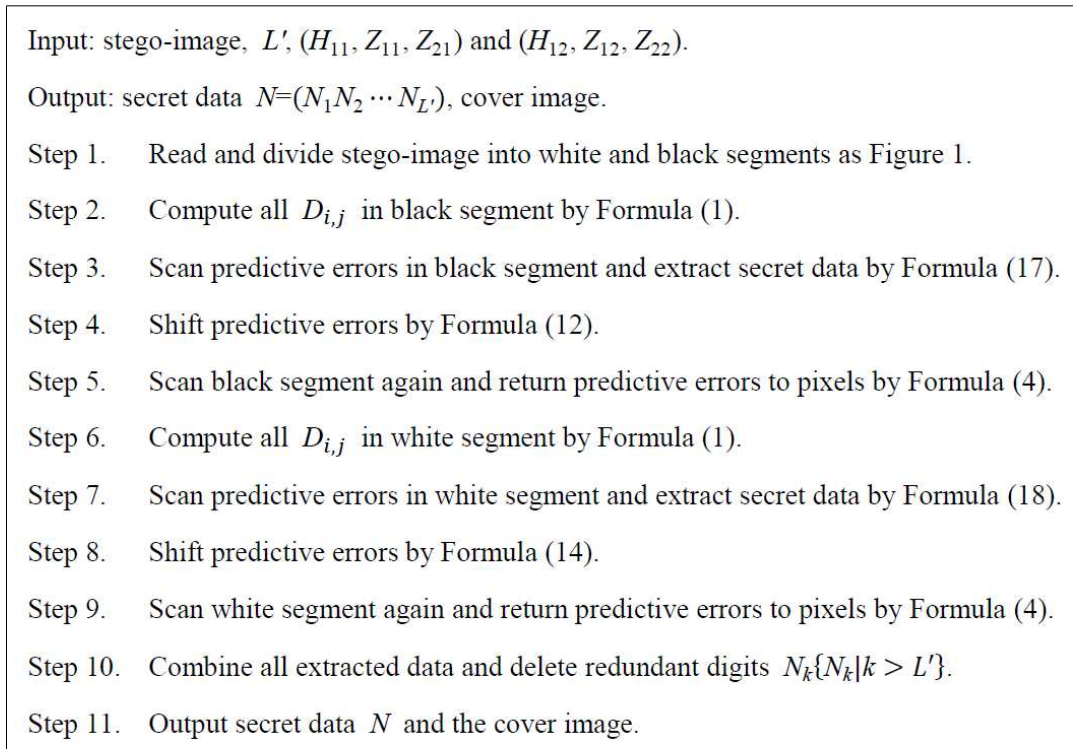 Input: stego-image, L′, (H₁₁, Z₁₁, Z₂₁) and (H₁₂, Z₁₂, Z₂₂).
Output: secret data N=(N₁N₂ ⋯ N_L′), cover image.
Step 1. Read and divide stego-image into white and black segments as Figure 1.
Step 2. Compute all D_i,j in black segment by Formula (1).
Step 3. Scan predictive errors in black segment and extract secret data by Formula (17).
Step 4. Shift predictive errors by Formula (12).
Step 5. Scan black segment again and return predictive errors to pixels by Formula (4).
Step 6. Compute all D_i,j in white segment by Formula (1).
Step 7. Scan predictive errors in white segment and extract secret data by Formula (18).
Step 8. Shift predictive errors by Formula (14).
Step 9. Scan white segment again and return predictive errors to pixels by Formula (4).
Step 10. Combine all extracted data and delete redundant digits N_k{N_k|k > L′}.
Step 11. Output secret data N and the cover image.